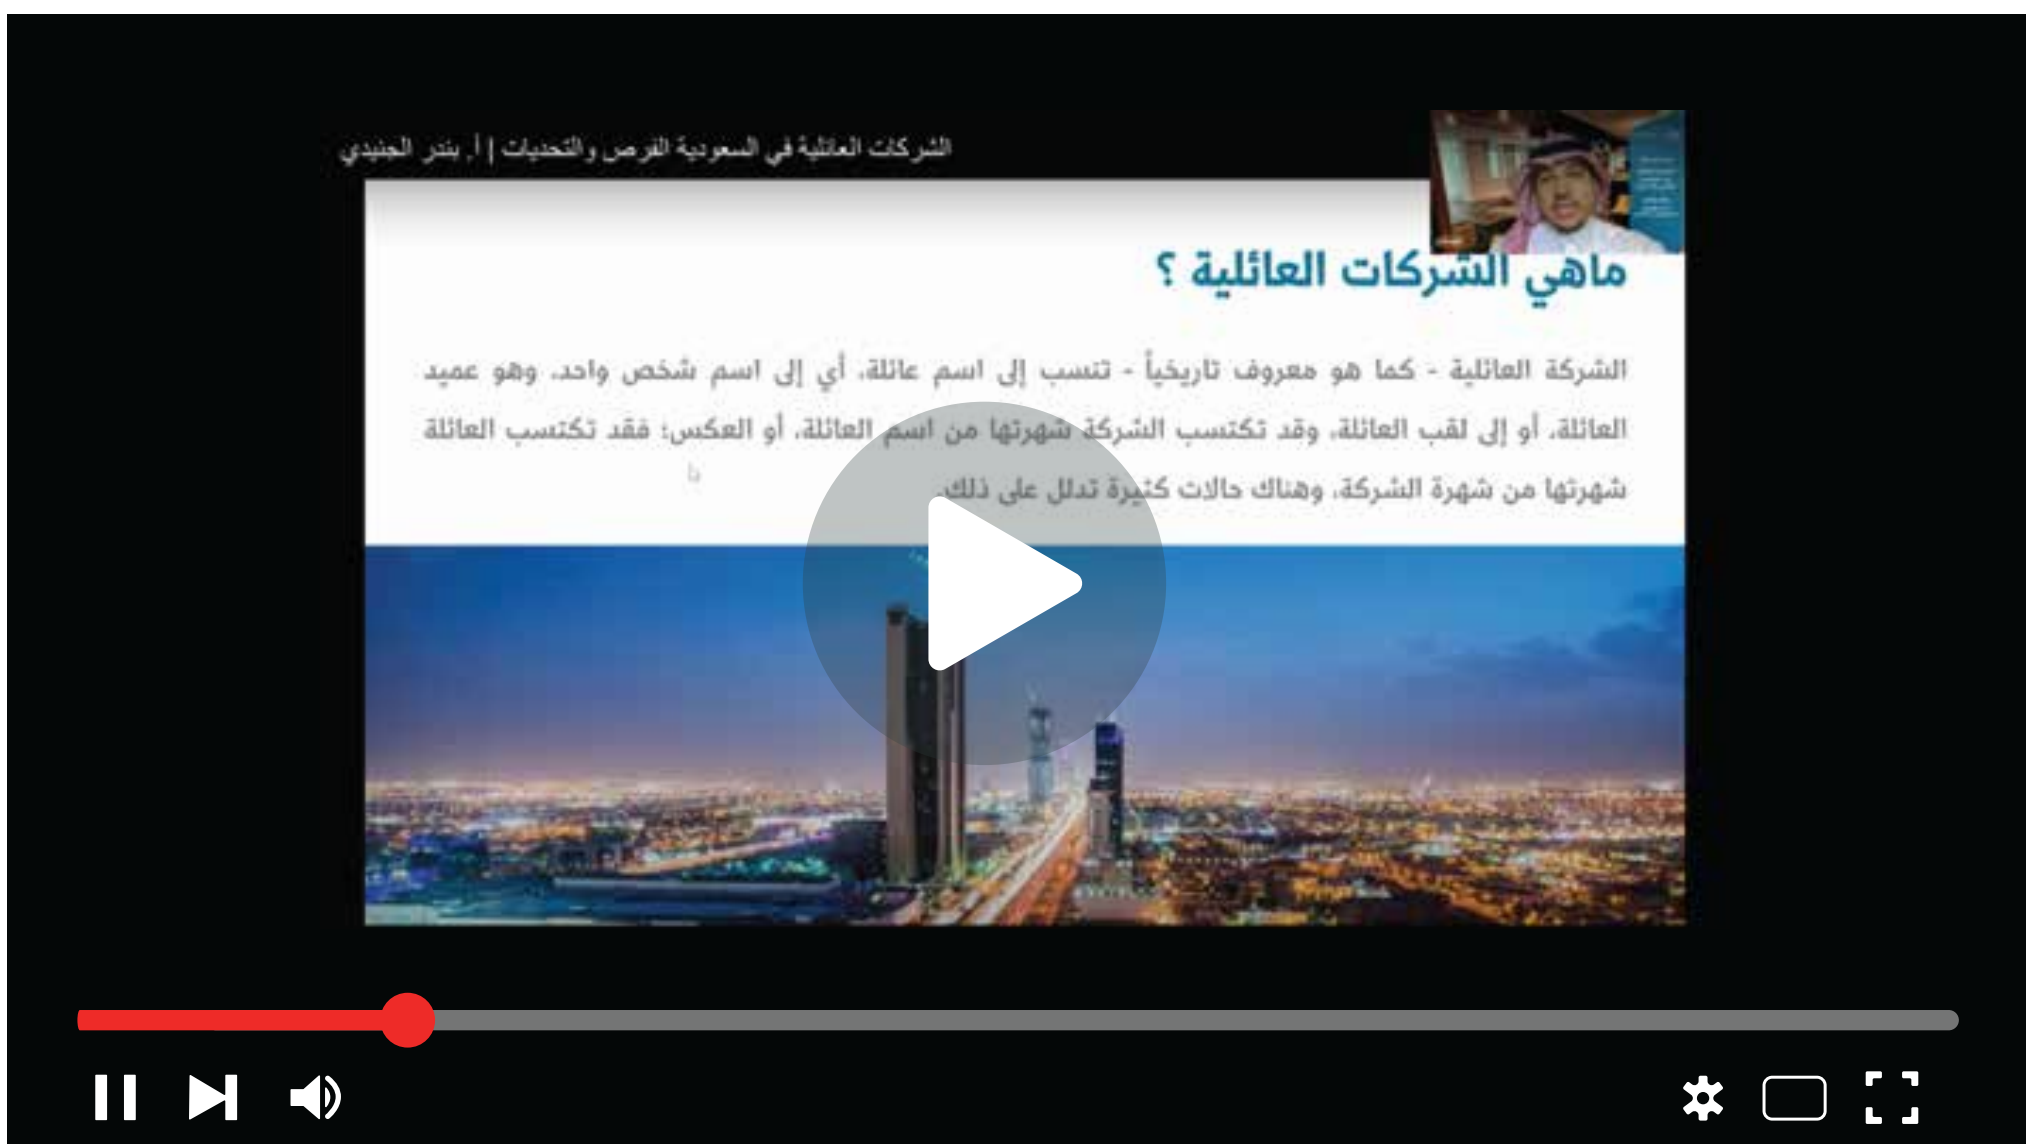 الشركات العائلية في السعودية الفرص والتحديات | أ. بندر الجنيدي
ماهي الشركات العائلية ؟
الشركة العائلية - كما هو معروف تاريخياً - تنسب إلى اسم عائلة، أي إلى اسم شخص واحد، وهو عميد
العائلة، أو إلى لقب العائلة، وقد تكتسب الشركة شهرتها من اسم العائلة، أو العكس؛ فقد تكتسب العائلة
شهرتها من شهرة الشركة، وهناك حالات كثيرة تدلل على ذلك.